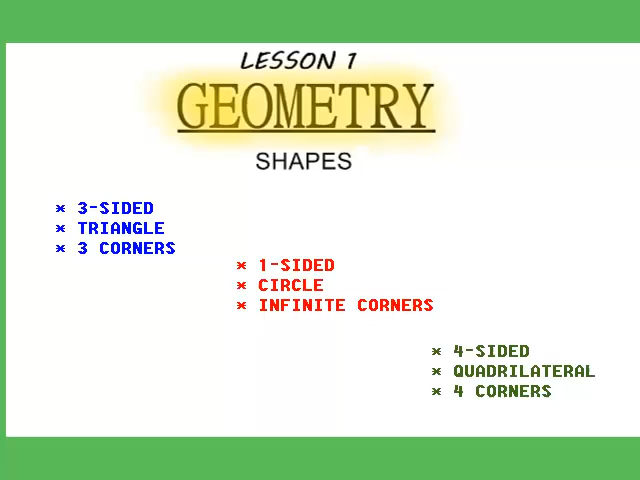 LESSON 1
GEOMETRY
SHAPES
* 3-SIDED
* TRIANGLE
* 3 CORNERS
* 1-SIDED
* CIRCLE
* INFINITE CORNERS
* 4-SIDED
* QUADRILATERAL
* 4 CORNERS